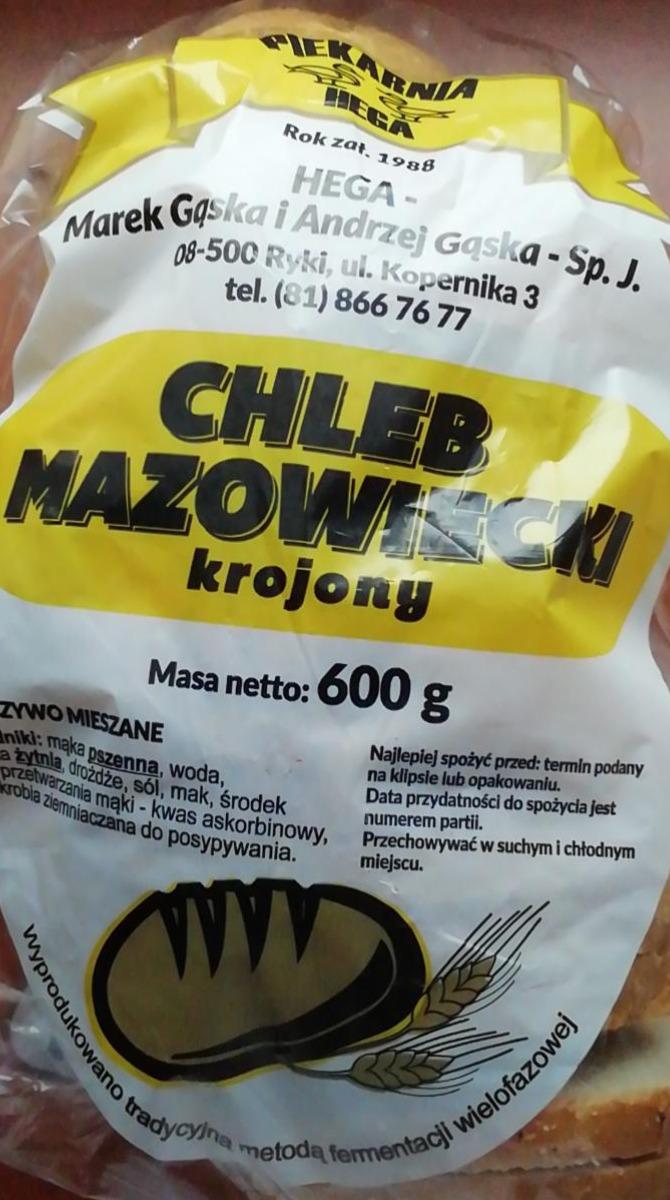 PIEKARNIA
HEGA
Rok zał. 1988
HEGA -
Marek Gąska i Andrzej Gąska - Sp. J.
08-500 Ryki, ul. Kopernika 3
tel. (81) 866 76 77
CHLEB
MAZOWIECKI
krojony
Masa netto: 600 g
ZYWO MIESZANE
dniki: mąka pszenna, woda,
a żytnia, drożdże, sól, mak, środek
przetwarzania mąki - kwas askorbinowy,
krobia ziemniaczana do posypywania.
Najlepiej spożyć przed: termin podany
na klipsie lub opakowaniu.
Data przydatności do spożycia jest
numerem partii.
Przechowywać w suchym i chłodnym
miejscu.
wyprodukowano tradycyjną metodą fermentacji wielofazowej